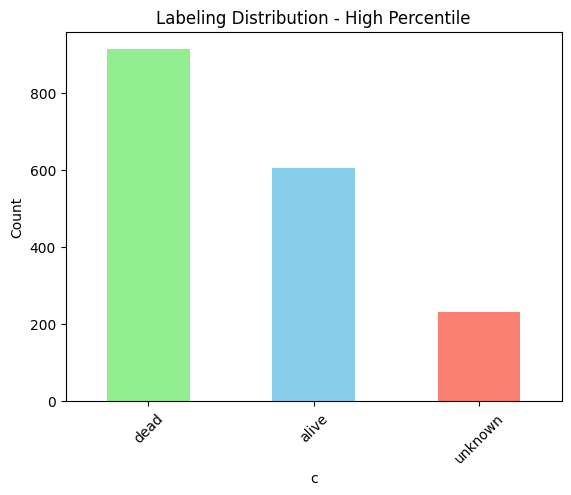 Labeling Distribution - High Percentile
Count
800
600
400
200
0
dead
alive
unknown
c